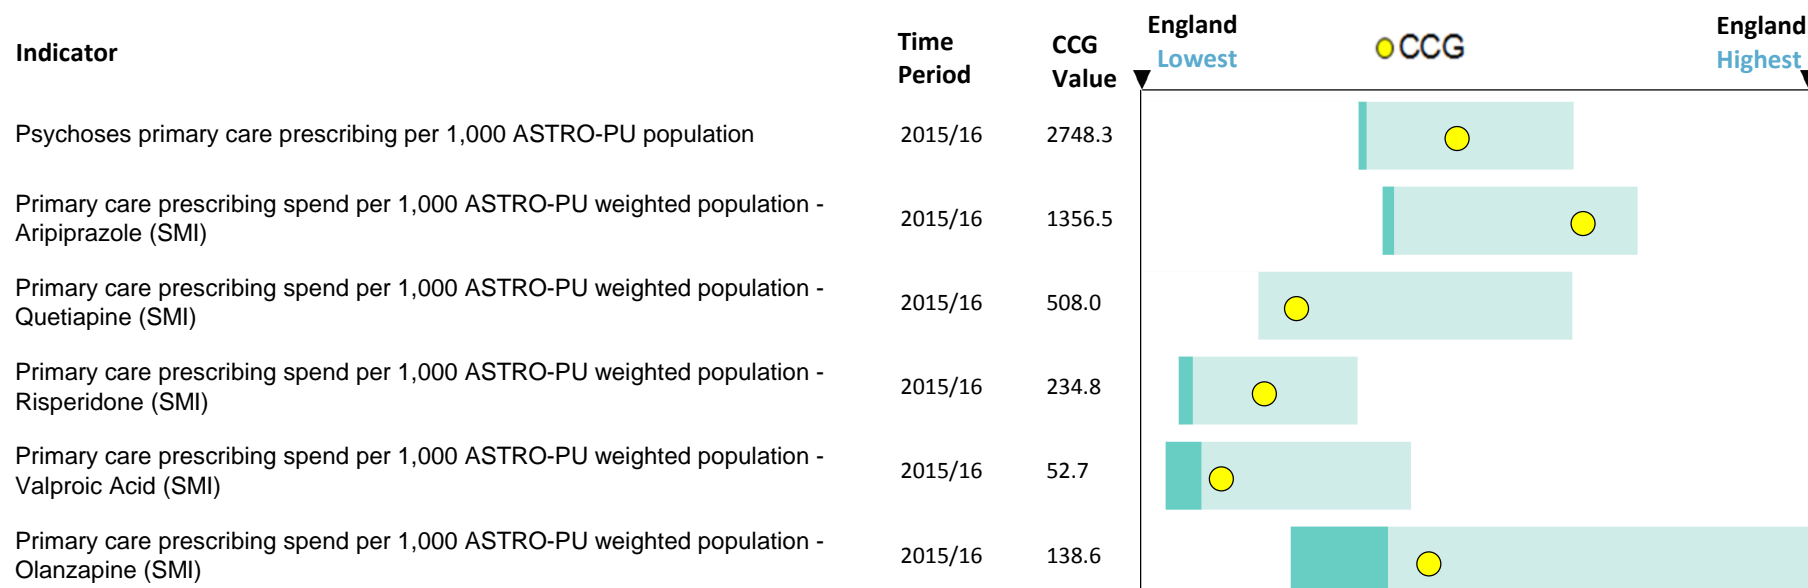 Indicator
Time Period
CCG Value
England Lowest
CCG
England Highest
Psychoses primary care prescribing per 1,000 ASTRO-PU population 2015/16 2748.3
Primary care prescribing spend per 1,000 ASTRO-PU weighted population -
Aripiprazole (SMI) 2015/16 1356.5
Primary care prescribing spend per 1,000 ASTRO-PU weighted population -
Quetiapine (SMI) 2015/16 508.0
Primary care prescribing spend per 1,000 ASTRO-PU weighted population -
Risperidone (SMI) 2015/16 234.8
Primary care prescribing spend per 1,000 ASTRO-PU weighted population -
Valproic Acid (SMI) 2015/16 52.7
Primary care prescribing spend per 1,000 ASTRO-PU weighted population -
Olanzapine (SMI) 2015/16 138.6